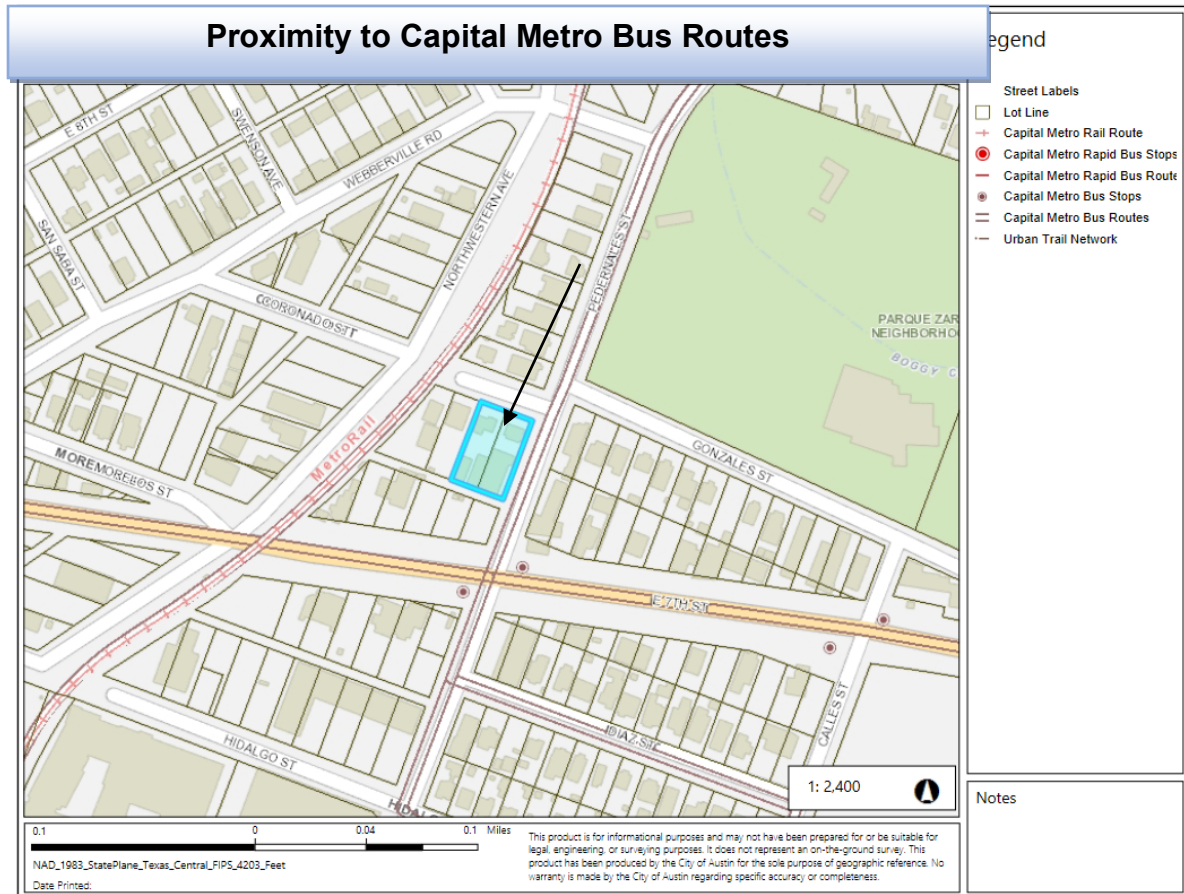 Proximity to Capital Metro Bus Routes
egend
Street Labels
Lot Line
Capital Metro Rail Route
Capital Metro Rapid Bus Stops
Capital Metro Rapid Bus Route
Capital Metro Bus Stops
Capital Metro Bus Routes
Urban Trail Network
E 8TH ST
SWENSON AVE
WEBBERVILLE RD
NORTHWESTERN AVE
SAN SABA ST
PEDERNALES ST
CORONADO ST
PARQUE ZAR
NEIGHBORHO
BOGGY C
MetroRail
GONZALES ST
MORELOS ST
E 7TH ST
CALLES ST
DIAZ ST
HIDALGO ST
HIDALGO
1: 2,400
Notes
0.1 0 0.04 0.1 Miles
NAD_1983_StatePlane_Texas_Central_FIPS_4203_Feet
Date Printed:
This product is for informational purposes and may not have been prepared for or be suitable for
legal, engineering, or surveying purposes. It does not represent an on-the-ground survey. This
product has been produced by the City of Austin for the sole purpose of geographic reference. No
warranty is made by the City of Austin regarding specific accuracy or completeness.